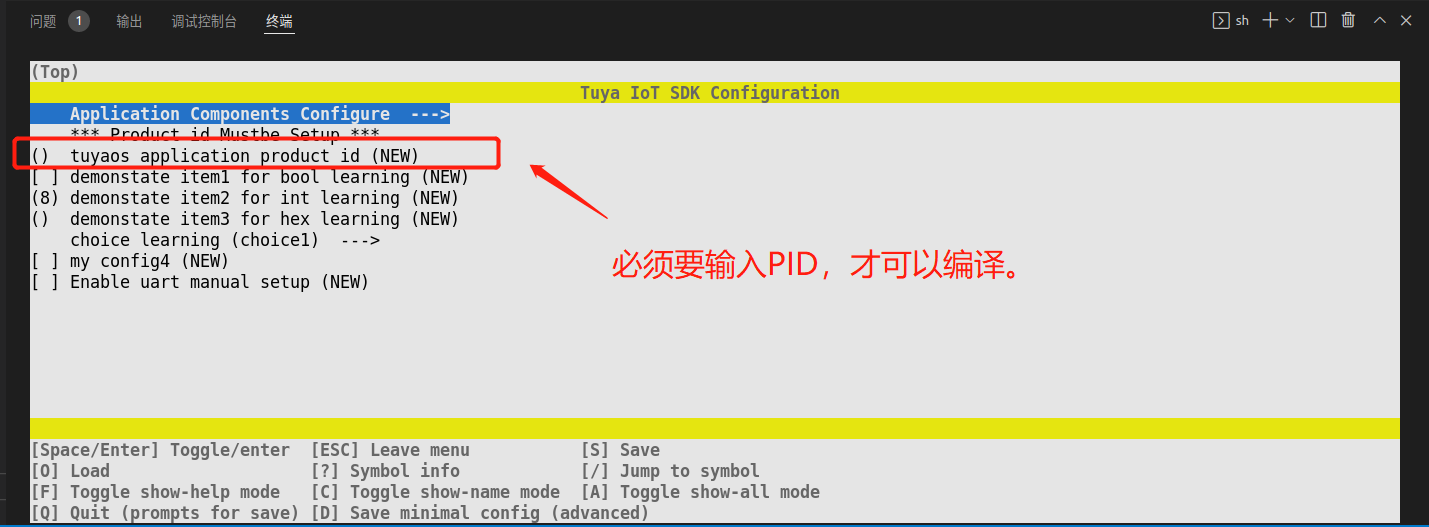 问题 1 输出 调试控制台 终端 sh
(Top)
Tuya IoT SDK Configuration
Application Components Configure --->
*** Product id Mustbe Setup ***
() tuyaos application product id (NEW)
[ ] demonstate item1 for bool learning (NEW)
(8) demonstate item2 for int learning (NEW)
() demonstate item3 for hex learning (NEW)
choice learning (choice1) --->
[ ] my config4 (NEW)
[ ] Enable uart manual setup (NEW)
必须要输入PID，才可以编译。
[Space/Enter] Toggle/enter [ESC] Leave menu [S] Save
[O] Load [?] Symbol info [/] Jump to symbol
[F] Toggle show-help mode [C] Toggle show-name mode [A] Toggle show-all mode
[Q] Quit (prompts for save) [D] Save minimal config (advanced)